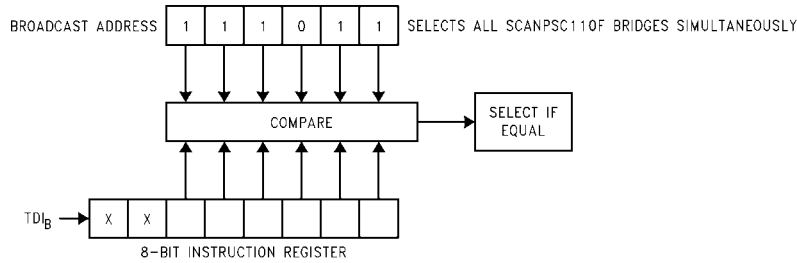 BROADCAST ADDRESS 1 1 1 0 1 1 SELECTS ALL SCANPSC110F BRIDGES SIMULTANEOUSLY
COMPARE
SELECT IF
EQUAL
TDIB X X
8-BIT INSTRUCTION REGISTER